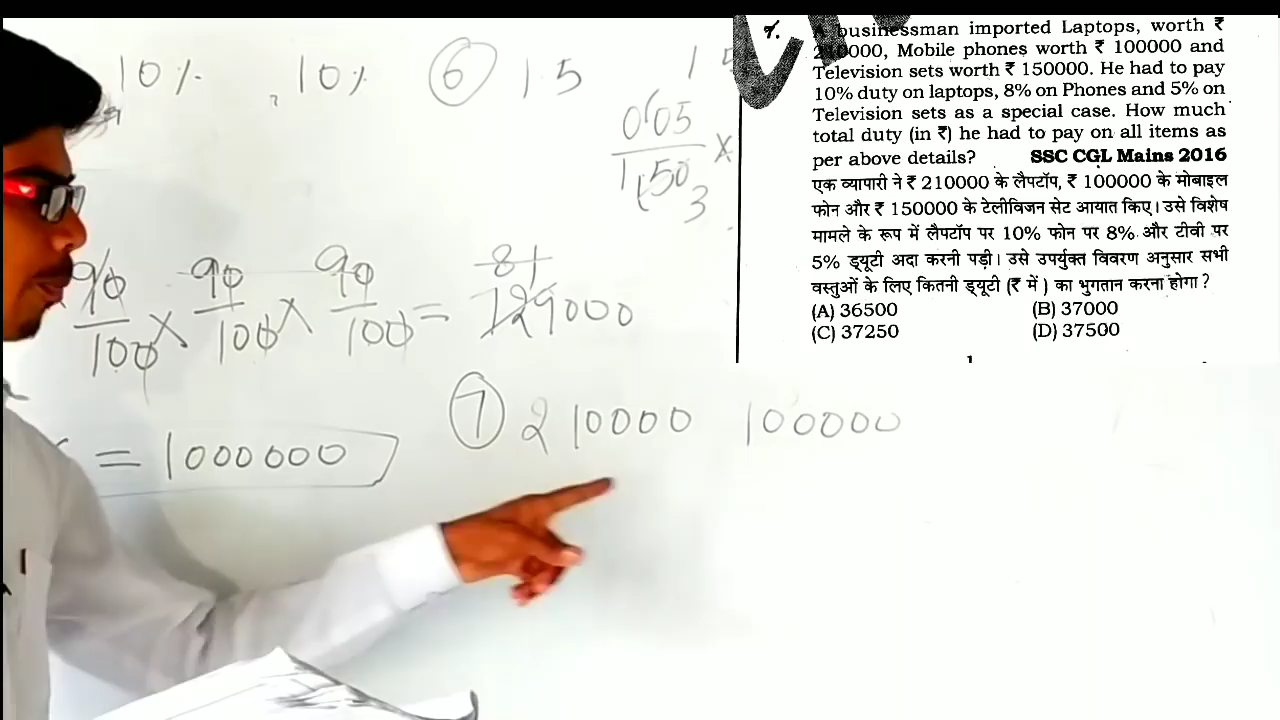 10% 10% ⑥ 15 15
0.05
1.50 ×
3
90/100 × 90/100 × 90/100 = 81
129000
= 1000000
⑦ 210000 100000
7. A businessman imported Laptops, worth ₹
210000, Mobile phones worth ₹ 100000 and
Television sets worth ₹ 150000. He had to pay
10% duty on laptops, 8% on Phones and 5% on
Television sets as a special case. How much
total duty (in ₹) he had to pay on all items as
per above details? SSC CGL Mains 2016
एक व्यापारी ने ₹ 210000 के लैपटॉप, ₹ 100000 के मोबाइल
फोन और ₹ 150000 के टेलीविजन सेट आयात किए। उसे विशेष
मामले के रूप में लैपटॉप पर 10% फोन पर 8% और टीवी पर
5% ड्यूटी अदा करनी पड़ी। उसे उपर्युक्त विवरण अनुसार सभी
वस्तुओं के लिए कितनी ड्यूटी (₹ में ) का भुगतान करना होगा ?
(A) 36500 (B) 37000
(C) 37250 (D) 37500